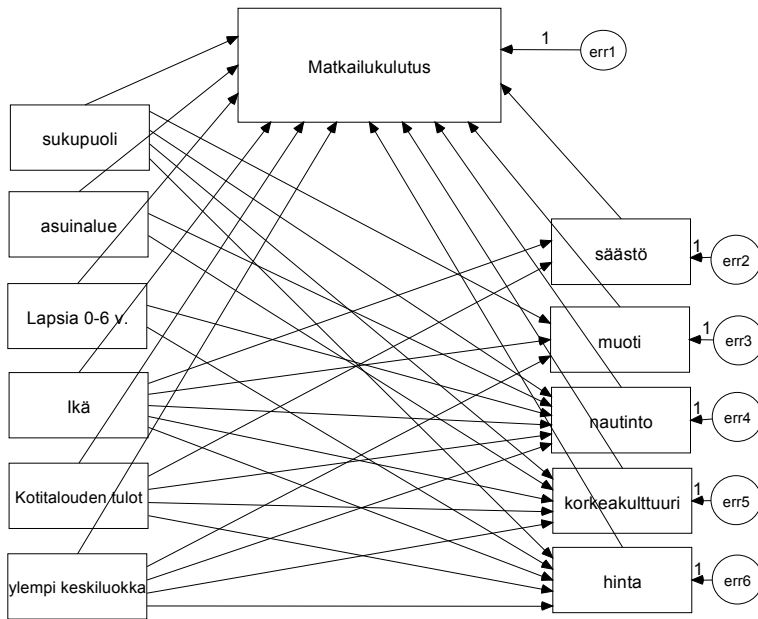 Matkailukulutus
1
err1
sukupuoli
asuinalue
Lapsia 0-6 v.
Ikä
Kotitalouden tulot
ylempi keskiluokka
säästö
1
err2
muoti
1
err3
nautinto
1
err4
korkeakulttuuri
1
err5
hinta
1
err6